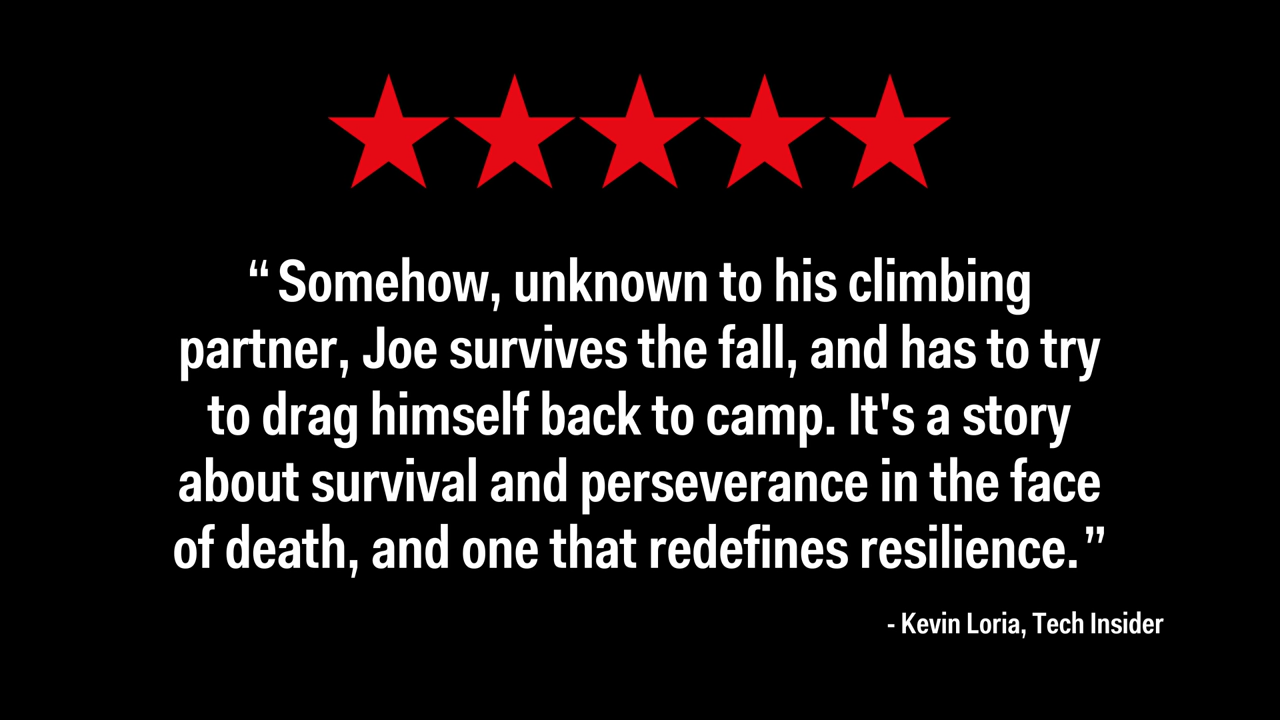 “Somehow, unknown to his climbing
partner, Joe survives the fall, and has to try
to drag himself back to camp. It's a story
about survival and perseverance in the face
of death, and one that redefines resilience.”
- Kevin Loria, Tech Insider